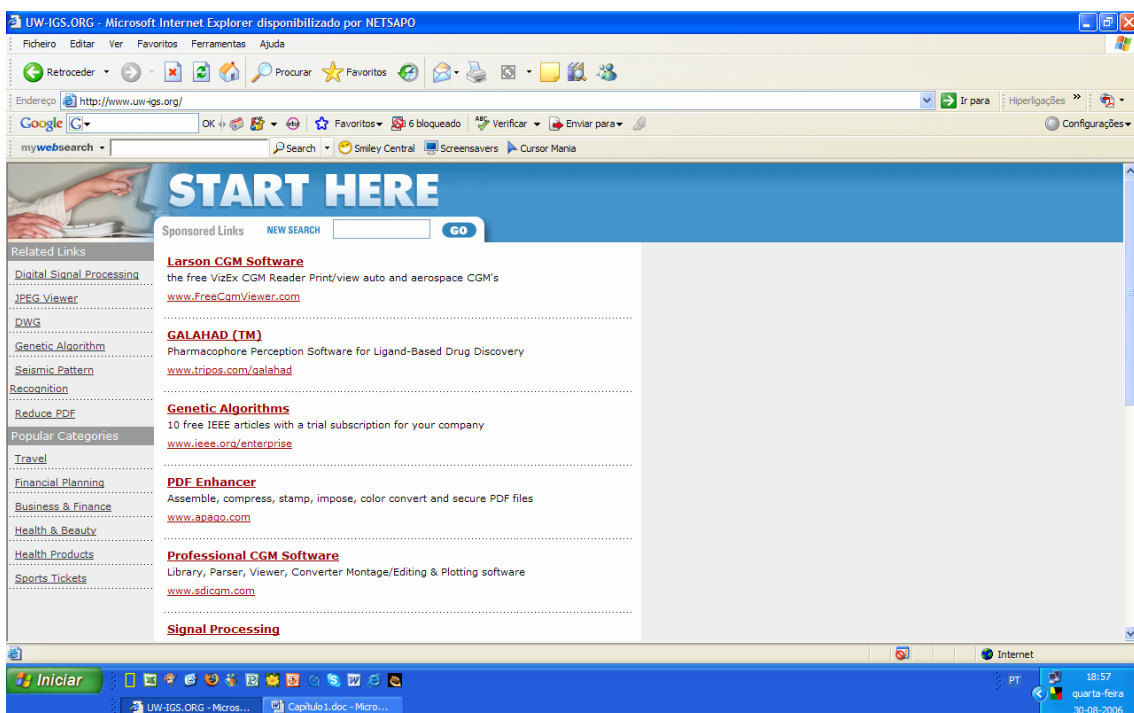 UW-IGS.ORG - Microsoft Internet Explorer disponibilizado por NETSAPO
Ficheiro Editar Ver Favoritos Ferramentas Ajuda
Retroceder Procurar Favoritos
Endereço http://www.uw-igs.org/ Ir para Hiperligações »
Google G OK Favoritos 6 bloqueado ABC Verificar Enviar para Configurações
mywebsearch Search Smiley Central Screensavers Cursor Mania
START HERE
Sponsored Links NEW SEARCH GO
Related Links
Digital Signal Processing
JPEG Viewer
DWG
Genetic Algorithm
Seismic Pattern
Recognition
Reduce PDF
Popular Categories
Travel
Financial Planning
Business & Finance
Health & Beauty
Health Products
Sports Tickets
Larson CGM Software
the free VizEx CGM Reader Print/view auto and aerospace CGM's
www.FreeCgmViewer.com
GALAHAD (TM)
Pharmacophore Perception Software for Ligand-Based Drug Discovery
www.tripos.com/galahad
Genetic Algorithms
10 free IEEE articles with a trial subscription for your company
www.ieee.org/enterprise
PDF Enhancer
Assemble, compress, stamp, impose, color convert and secure PDF files
www.apago.com
Professional CGM Software
Library, Parser, Viewer, Converter Montage/Editing & Plotting software
www.sdicgm.com
Signal Processing
Internet
Iniciar PT 18:57
UW-IGS.ORG - Micros... Capítulo1.doc - Micro... quarta-feira
30-08-2006